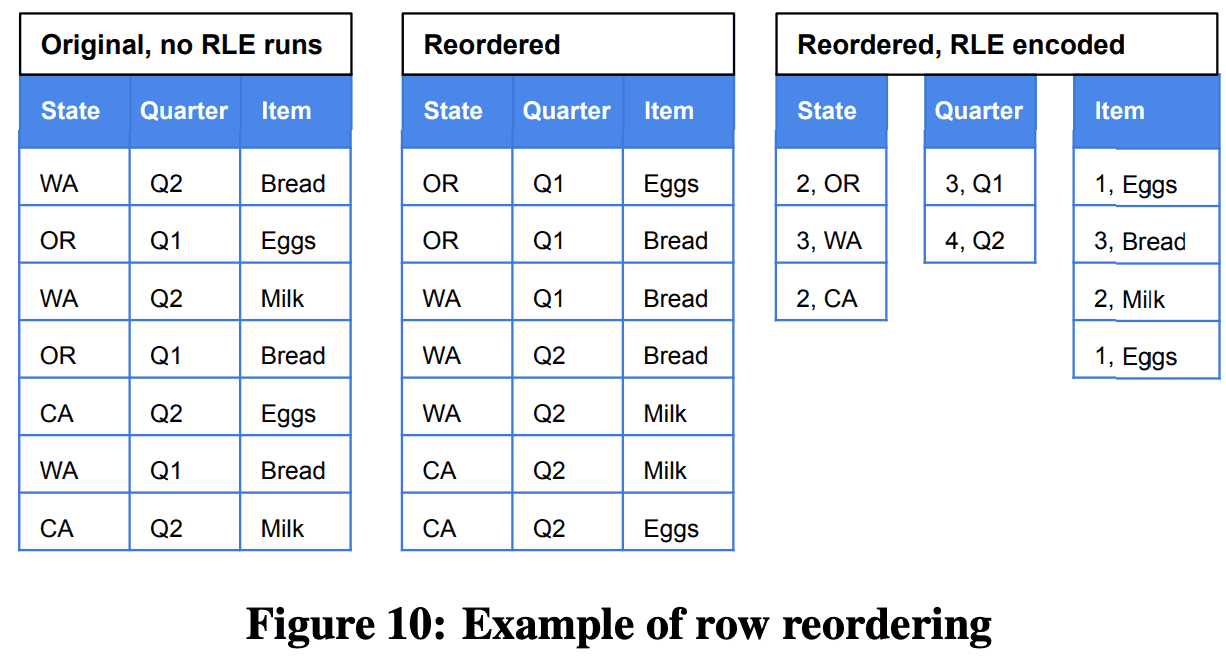 Original, no RLE runs
State Quarter Item
WA Q2 Bread
OR Q1 Eggs
WA Q2 Milk
OR Q1 Bread
CA Q2 Eggs
WA Q1 Bread
CA Q2 Milk
Reordered
State Quarter Item
OR Q1 Eggs
OR Q1 Bread
WA Q1 Bread
WA Q2 Bread
WA Q2 Milk
CA Q2 Milk
CA Q2 Eggs
Reordered, RLE encoded
State Quarter Item
2, OR 3, Q1 1, Eggs
3, WA 4, Q2 3, Bread
2, CA 2, Milk
1, Eggs
Figure 10: Example of row reordering